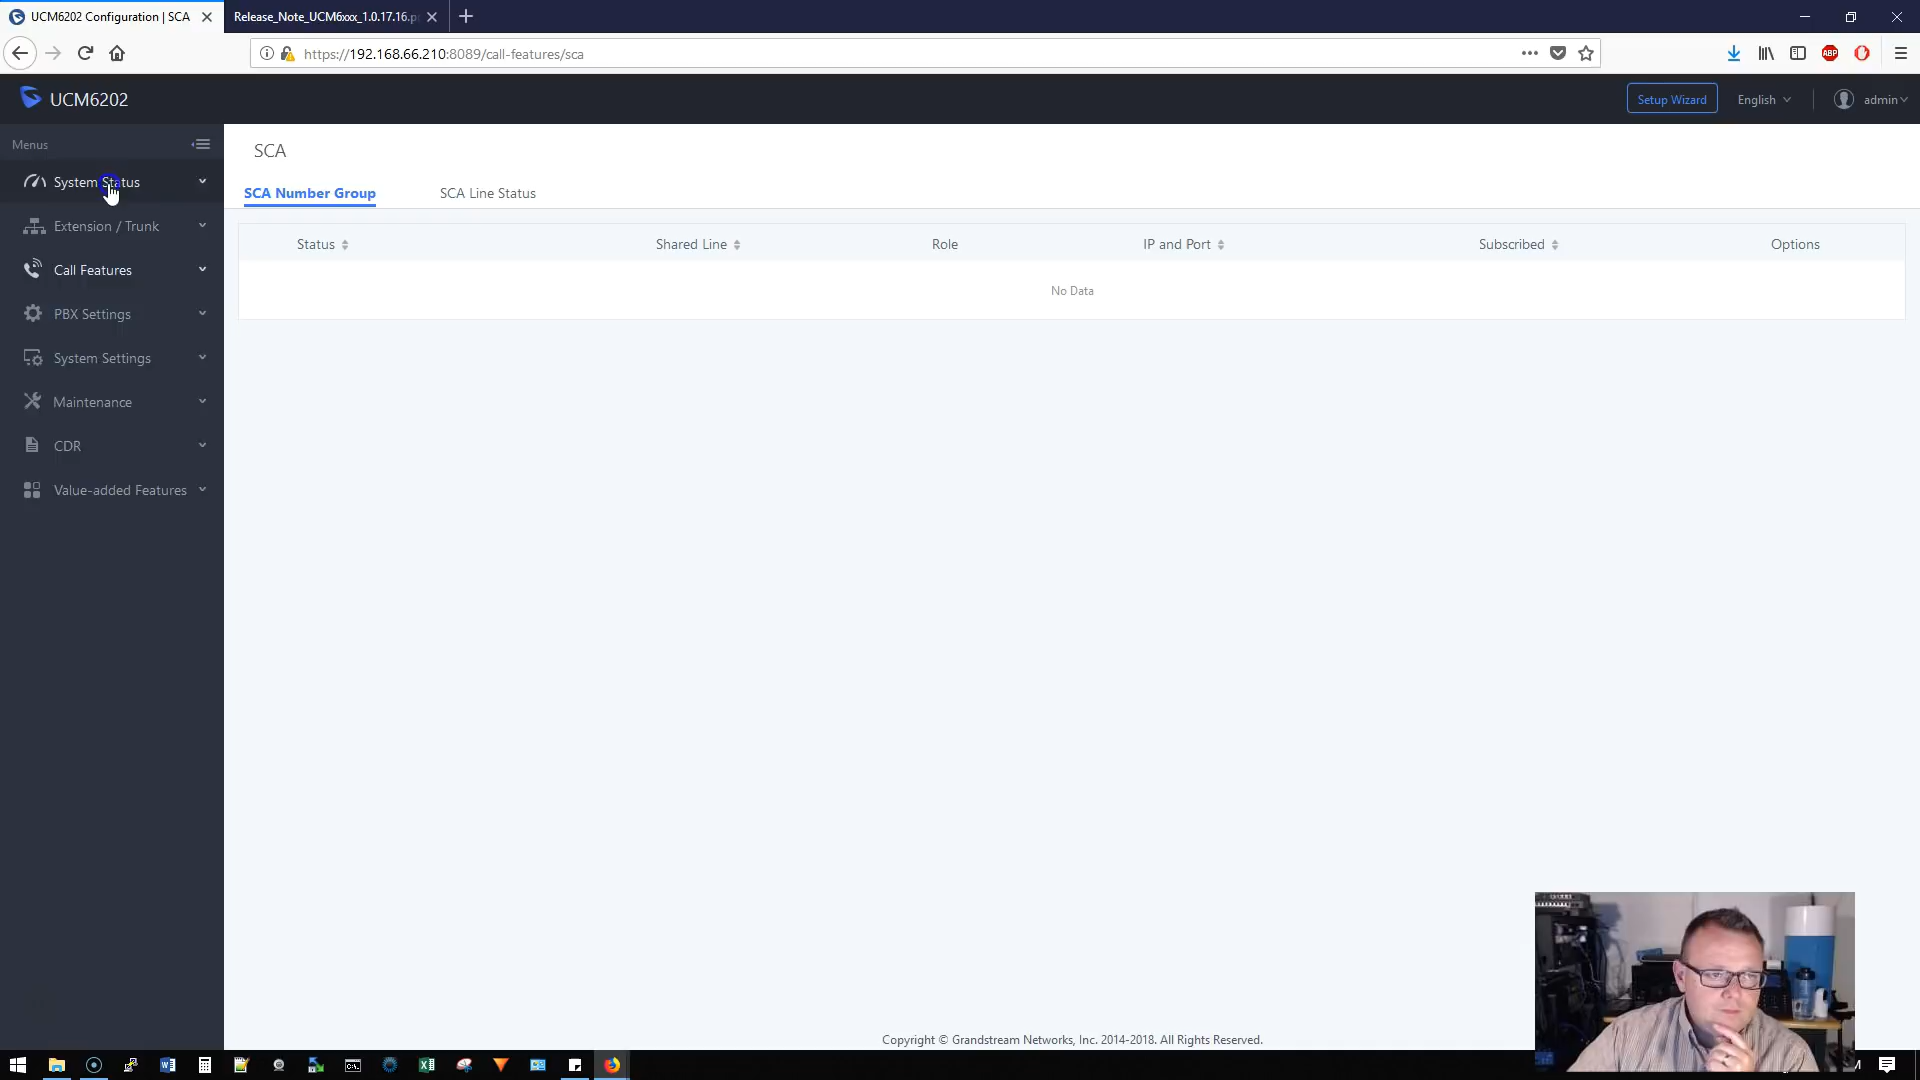 UCM6202 Configuration | SCA
Release_Note_UCM6xxx_1.0.17.16.p
https://192.168.66.210:8089/call-features/sca
ABP
UCM6202
Setup Wizard
English
admin
Menus
System Status
Extension / Trunk
Call Features
PBX Settings
System Settings
Maintenance
CDR
Value-added Features
SCA
SCA Number Group
SCA Line Status
Status
Shared Line
Role
IP and Port
Subscribed
Options
No Data
Copyright © Grandstream Networks, Inc. 2014-2018. All Rights Reserved.